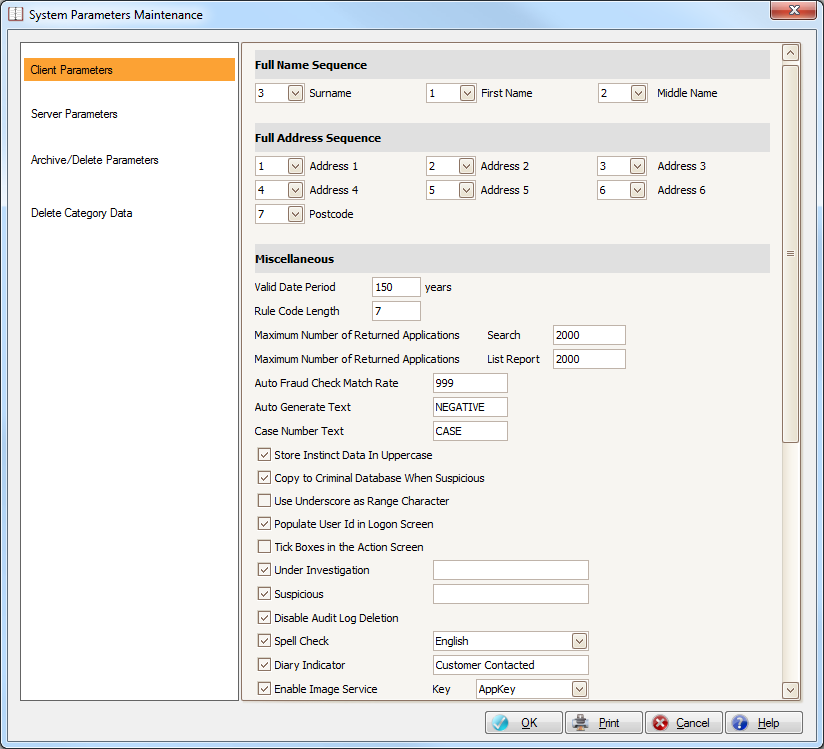 System Parameters Maintenance
Client Parameters
Server Parameters
Archive/Delete Parameters
Delete Category Data
Full Name Sequence
3 Surname 1 First Name 2 Middle Name
Full Address Sequence
1 Address 1 2 Address 2 3 Address 3
4 Address 4 5 Address 5 6 Address 6
7 Postcode
Miscellaneous
Valid Date Period 150 years
Rule Code Length 7
Maximum Number of Returned Applications Search 2000
Maximum Number of Returned Applications List Report 2000
Auto Fraud Check Match Rate 999
Auto Generate Text NEGATIVE
Case Number Text CASE
Store Instinct Data In Uppercase
Copy to Criminal Database When Suspicious
Use Underscore as Range Character
Populate User Id in Logon Screen
Tick Boxes in the Action Screen
Under Investigation
Suspicious
Disable Audit Log Deletion
Spell Check English
Diary Indicator Customer Contacted
Enable Image Service Key AppKey
OK Print Cancel Help